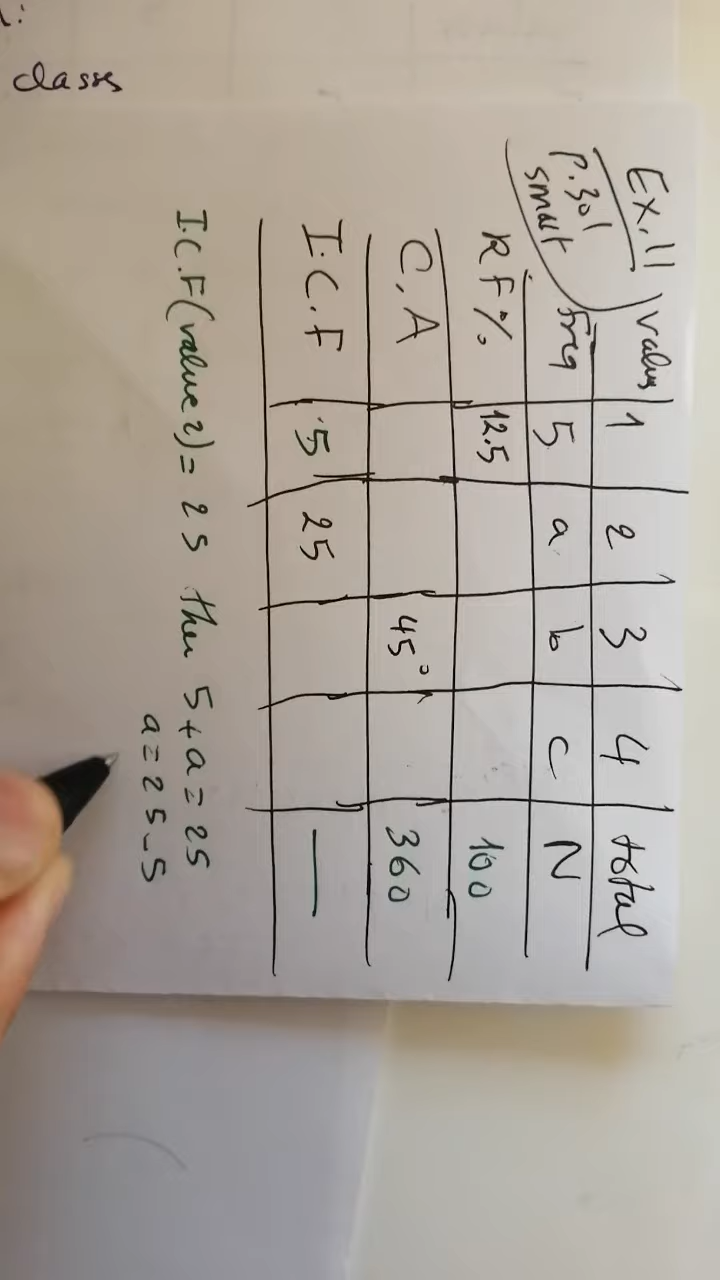 classes
Ex.11
P.301
smart
value 1 2 3 4 total
freq 5 a b c N
RF% 12.5 100
C.A 45° 360
I.C.F 5 25 —
I.C.F(value 2) = 25 then 5+a = 25
a = 25-5